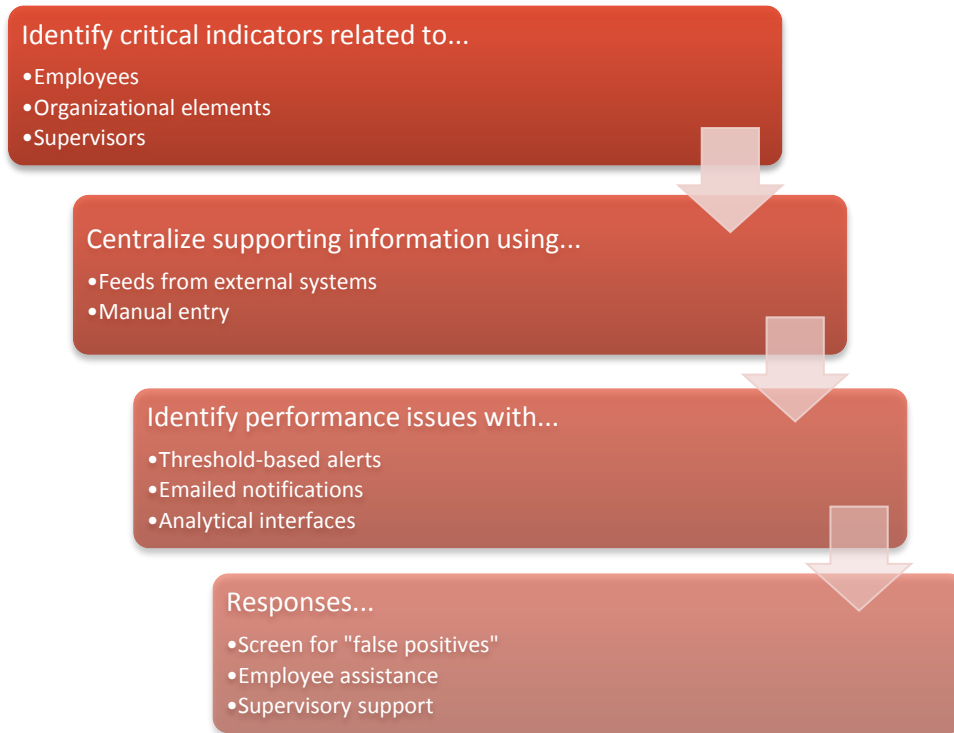 Identify critical indicators related to...
•Employees
•Organizational elements
•Supervisors
Centralize supporting information using...
•Feeds from external systems
•Manual entry
Identify performance issues with...
•Threshold-based alerts
•Emailed notifications
•Analytical interfaces
Responses...
•Screen for "false positives"
•Employee assistance
•Supervisory support